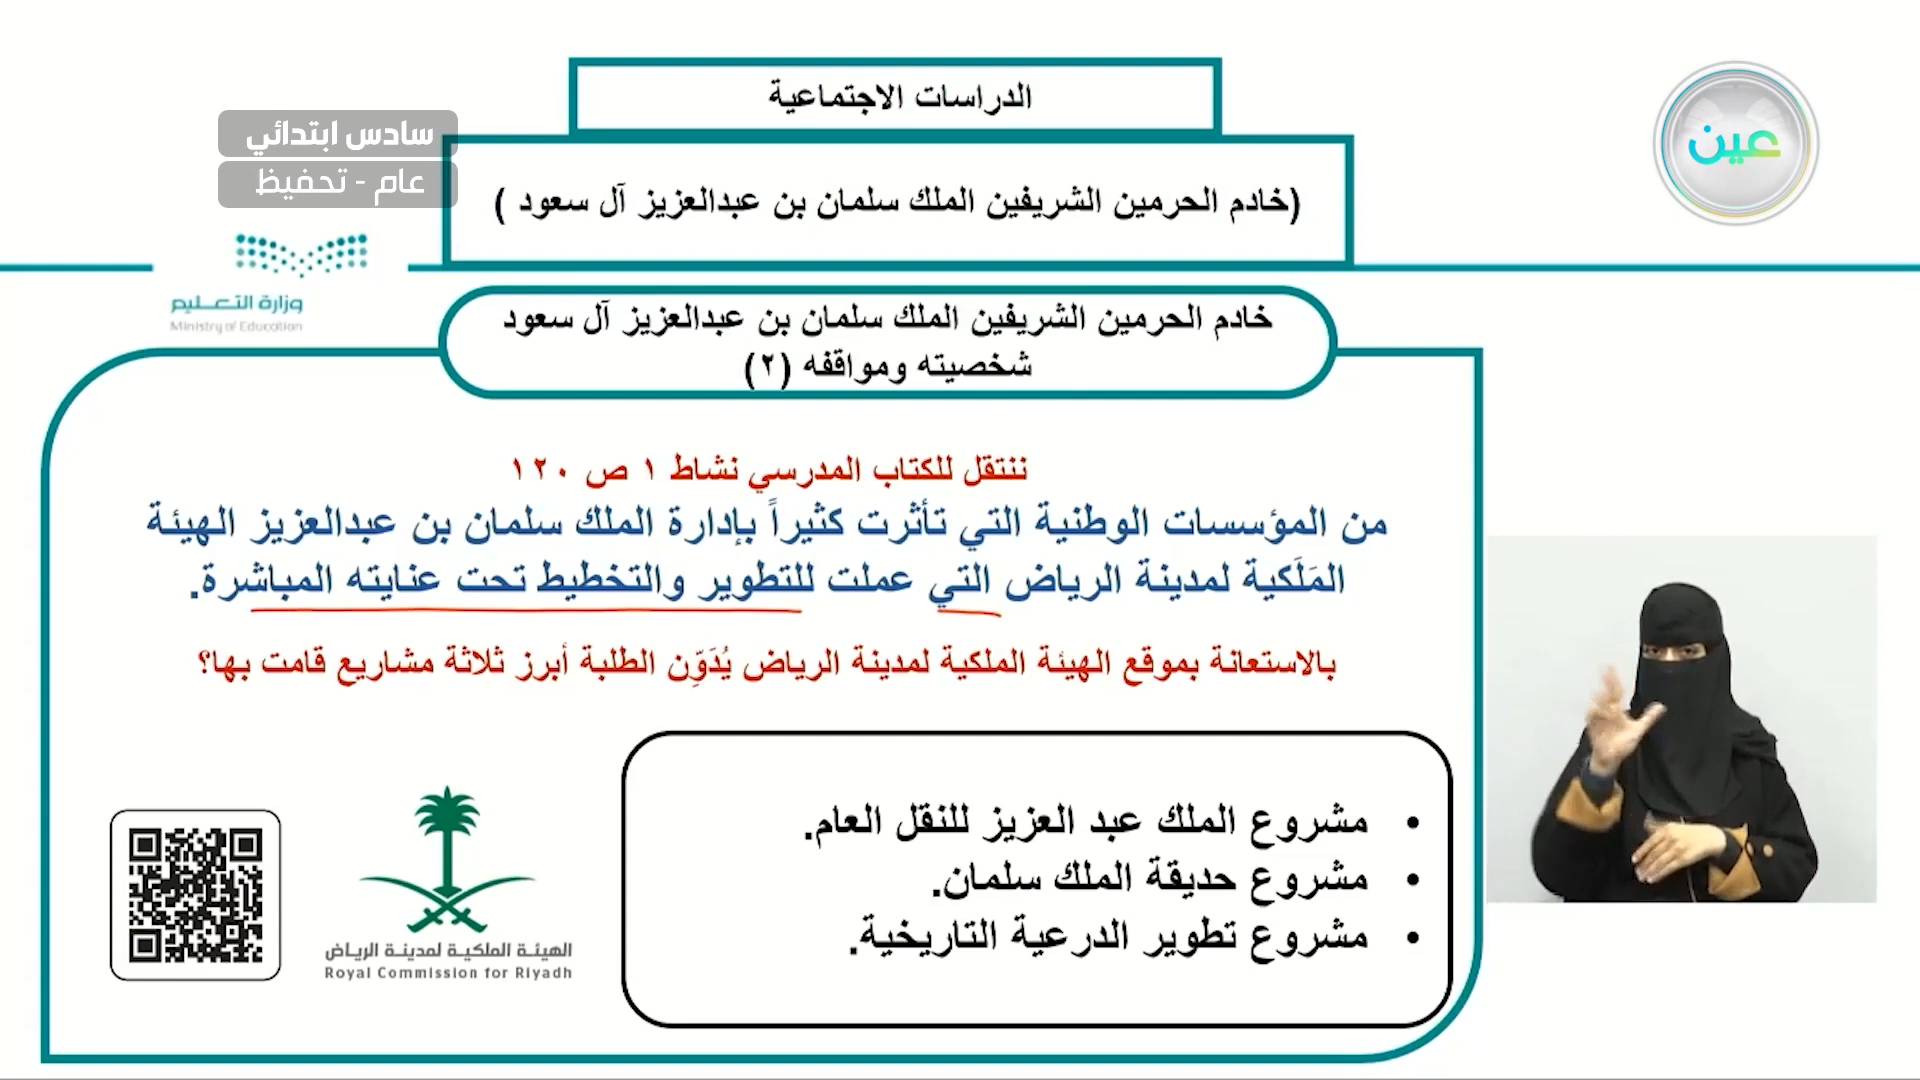 الدراسات الاجتماعية
عين
سادس ابتدائي
عام - تحفيظ
(خادم الحرمين الشريفين الملك سلمان بن عبدالعزيز آل سعود )
وزارة التعليم
Ministry of Education
خادم الحرمين الشريفين الملك سلمان بن عبدالعزيز آل سعود
شخصيته ومواقفه (٢)
ننتقل للكتاب المدرسي نشاط ١ ص ١٢٠
من المؤسسات الوطنية التي تأثرت كثيراً بإدارة الملك سلمان بن عبدالعزيز الهيئة
المَلَكية لمدينة الرياض التي عملت للتطوير والتخطيط تحت عنايته المباشرة.
بالاستعانة بموقع الهيئة الملكية لمدينة الرياض يُدَوِّن الطلبة أبرز ثلاثة مشاريع قامت بها؟
• مشروع الملك عبد العزيز للنقل العام.
• مشروع حديقة الملك سلمان.
• مشروع تطوير الدرعية التاريخية.
الهيئة الملكية لمدينة الرياض
Royal Commission for Riyadh